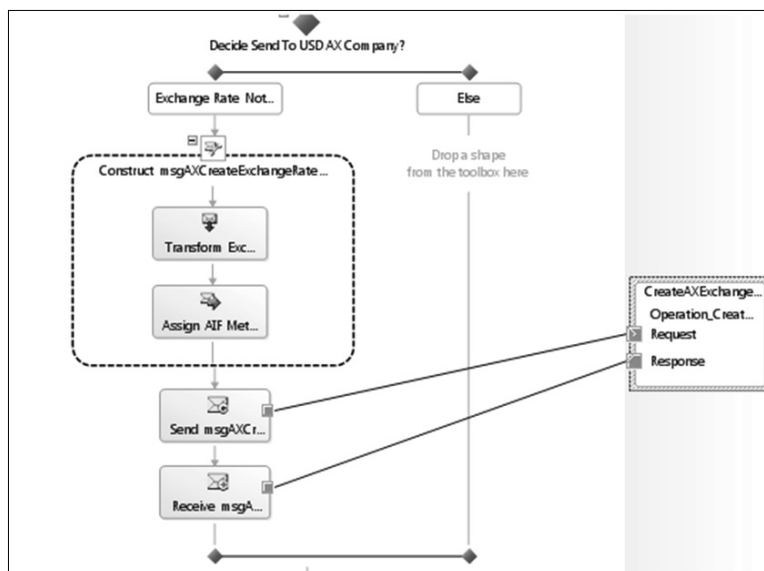 Decide Send To USD AX Company?
Exchange Rate Not...
Else
Construct msgAXCreateExchangeRate...
Drop a shape
from the toolbox here
Transform Exc...
Assign AIF Met...
CreateAXExchange...
Operation_Creat...
Request
Response
Send msgAXCr...
Receive msgA...